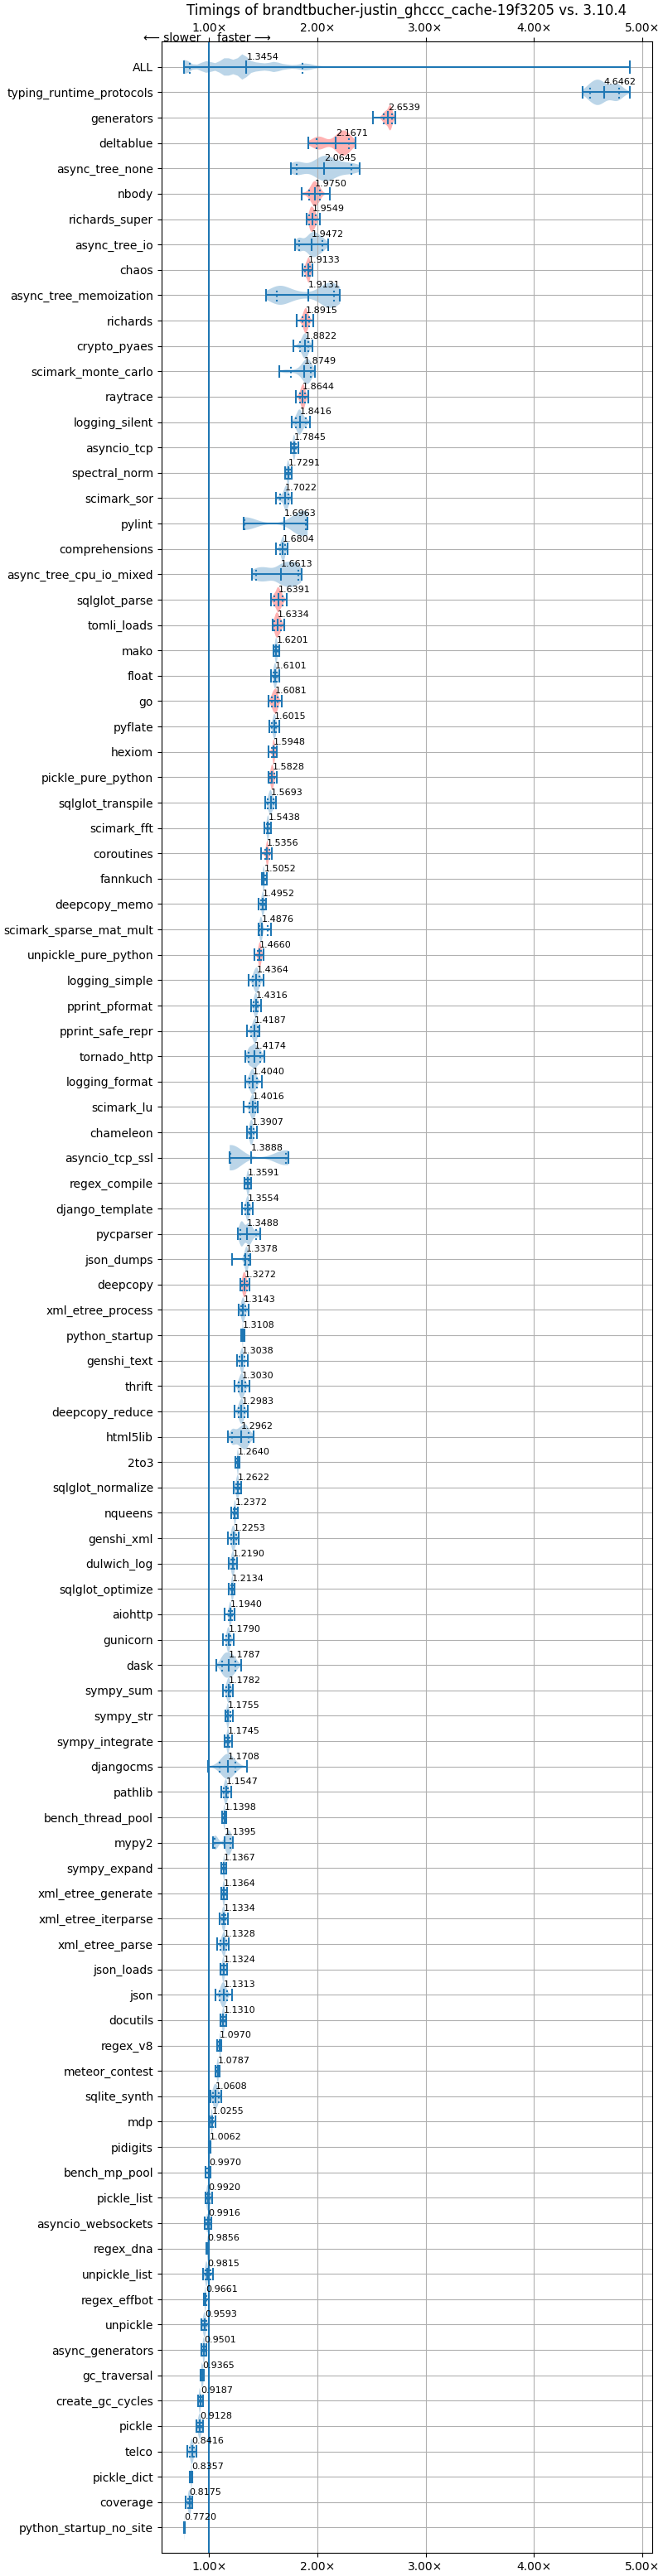 Timings of brandtbucher-justin_ghccc_cache-19f3205 vs. 3.10.4
1.00× 2.00× 3.00× 4.00× 5.00×
⟵ slower faster ⟶
ALL 1.3454
typing_runtime_protocols 4.6462
generators 2.6539
deltablue 2.1671
async_tree_none 2.0645
nbody 1.9750
richards_super 1.9549
async_tree_io 1.9472
chaos 1.9133
async_tree_memoization 1.9131
richards 1.8915
crypto_pyaes 1.8822
scimark_monte_carlo 1.8749
raytrace 1.8644
logging_silent 1.8416
asyncio_tcp 1.7845
spectral_norm 1.7291
scimark_sor 1.7022
pylint 1.6963
comprehensions 1.6804
async_tree_cpu_io_mixed 1.6613
sqlglot_parse 1.6391
tomli_loads 1.6334
mako 1.6201
float 1.6101
go 1.6081
pyflate 1.6015
hexiom 1.5948
pickle_pure_python 1.5828
sqlglot_transpile 1.5693
scimark_fft 1.5438
coroutines 1.5356
fannkuch 1.5052
deepcopy_memo 1.4952
scimark_sparse_mat_mult 1.4876
unpickle_pure_python 1.4660
logging_simple 1.4364
pprint_pformat 1.4316
pprint_safe_repr 1.4187
tornado_http 1.4174
logging_format 1.4040
scimark_lu 1.4016
chameleon 1.3907
asyncio_tcp_ssl 1.3888
regex_compile 1.3591
django_template 1.3554
pycparser 1.3488
json_dumps 1.3378
deepcopy 1.3272
xml_etree_process 1.3143
python_startup 1.3108
genshi_text 1.3038
thrift 1.3030
deepcopy_reduce 1.2983
html5lib 1.2962
2to3 1.2640
sqlglot_normalize 1.2622
nqueens 1.2372
genshi_xml 1.2253
dulwich_log 1.2190
sqlglot_optimize 1.2134
aiohttp 1.1940
gunicorn 1.1790
dask 1.1787
sympy_sum 1.1782
sympy_str 1.1755
sympy_integrate 1.1745
djangocms 1.1708
pathlib 1.1547
bench_thread_pool 1.1398
mypy2 1.1395
sympy_expand 1.1367
xml_etree_generate 1.1364
xml_etree_iterparse 1.1334
xml_etree_parse 1.1328
json_loads 1.1324
json 1.1313
docutils 1.1310
regex_v8 1.0970
meteor_contest 1.0787
sqlite_synth 1.0608
mdp 1.0255
pidigits 1.0062
bench_mp_pool 0.9970
pickle_list 0.9920
asyncio_websockets 0.9916
regex_dna 0.9856
unpickle_list 0.9815
regex_effbot 0.9661
unpickle 0.9593
async_generators 0.9501
gc_traversal 0.9365
create_gc_cycles 0.9187
pickle 0.9128
telco 0.8416
pickle_dict 0.8357
coverage 0.8175
python_startup_no_site 0.7720
1.00× 2.00× 3.00× 4.00× 5.00×